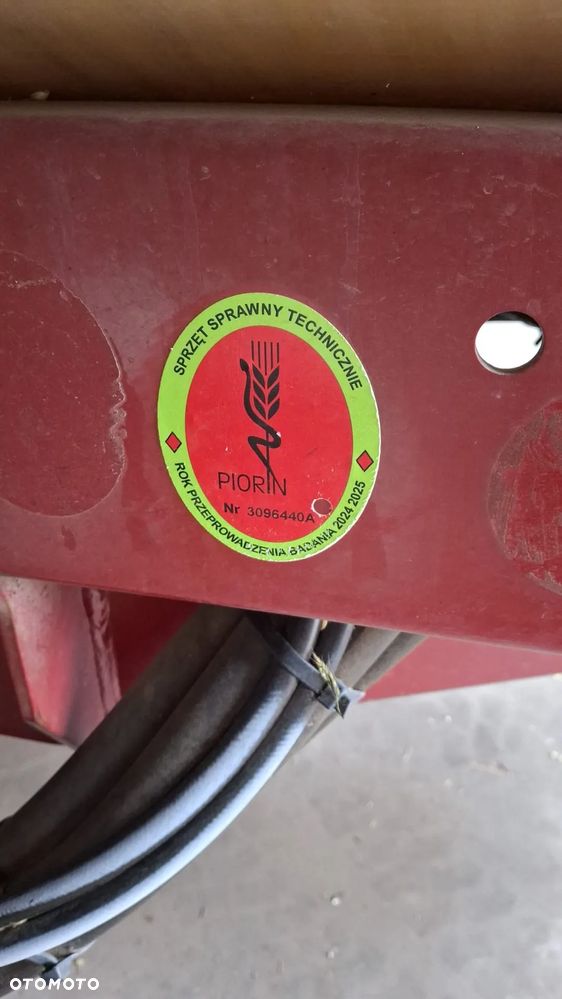 SPRZĘT SPRAWNY TECHNICZNIE
PIORIN
Nr 3096440A
ROK PRZEPROWADZENIA BADANIA 2024 2025
OTOMOTO